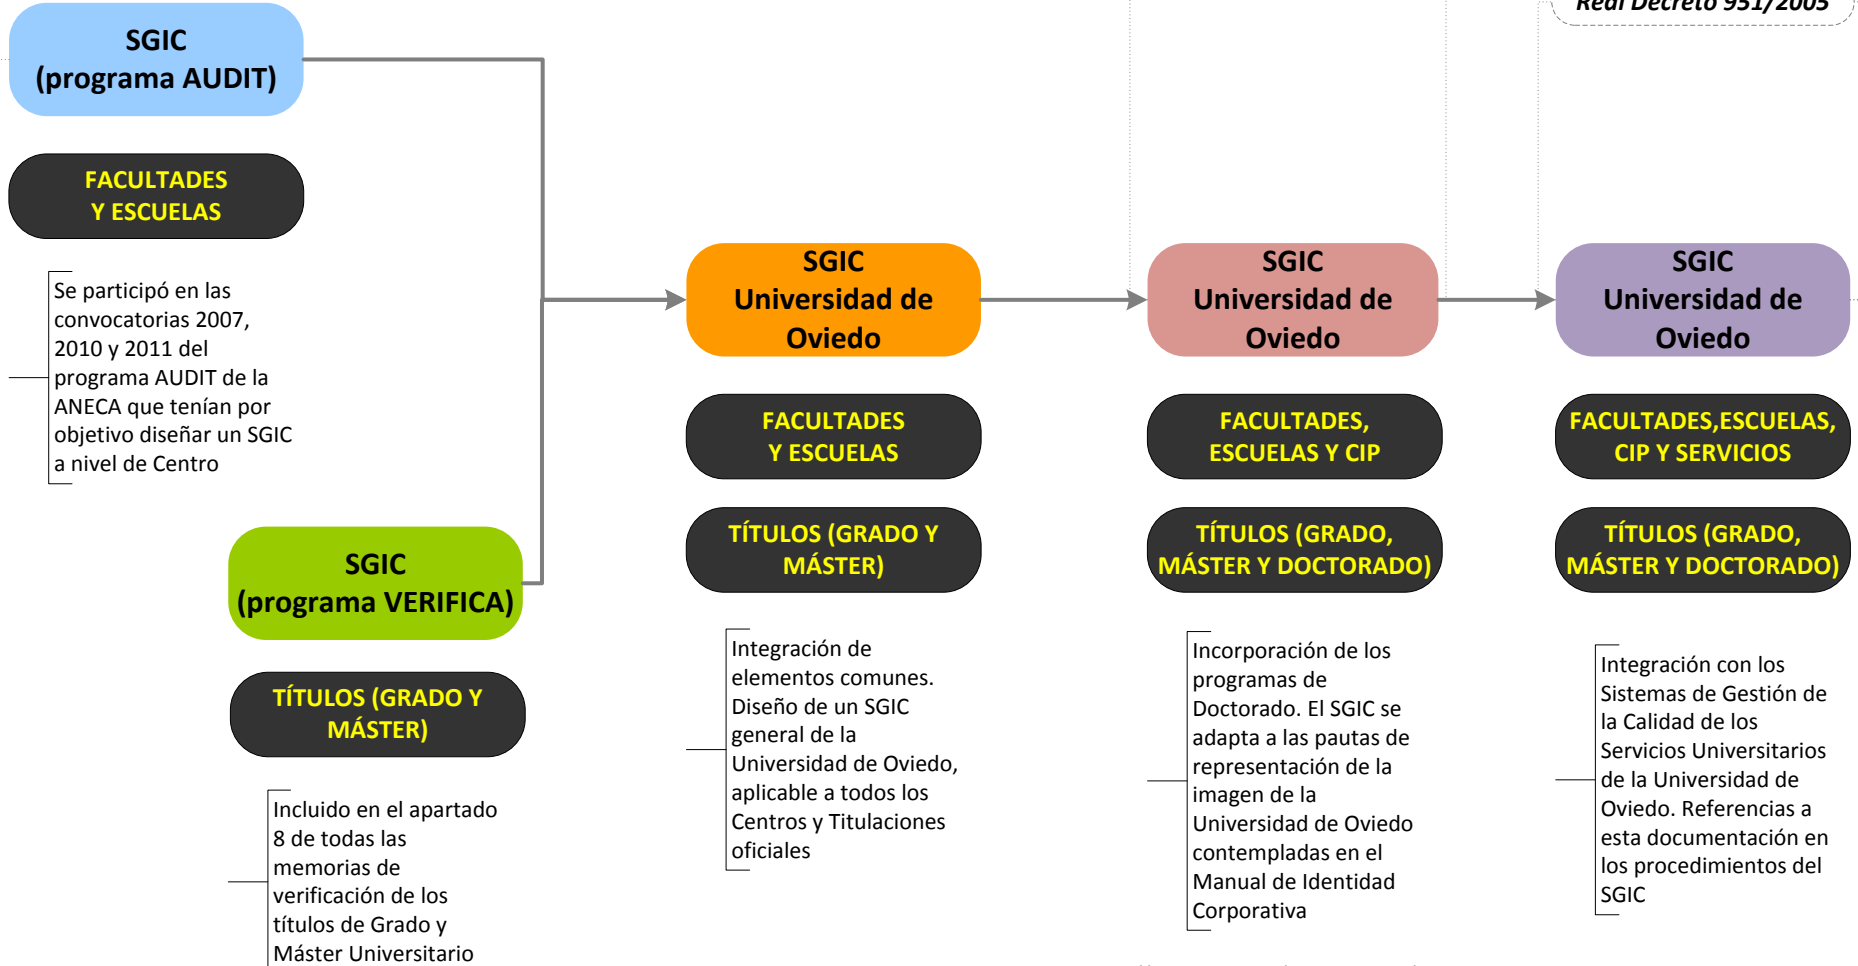 Real Decreto 951/2005
SGIC
(programa AUDIT)
FACULTADES
Y ESCUELAS
Se participó en las
convocatorias 2007,
2010 y 2011 del
programa AUDIT de la
ANECA que tenían por
objetivo diseñar un SGIC
a nivel de Centro
SGIC
(programa VERIFICA)
TÍTULOS (GRADO Y
MÁSTER)
Incluido en el apartado
8 de todas las
memorias de
verificación de los
títulos de Grado y
Máster Universitario
SGIC
Universidad de
Oviedo
FACULTADES
Y ESCUELAS
TÍTULOS (GRADO Y
MÁSTER)
Integración de
elementos comunes.
Diseño de un SGIC
general de la
Universidad de Oviedo,
aplicable a todos los
Centros y Titulaciones
oficiales
SGIC
Universidad de
Oviedo
FACULTADES,
ESCUELAS Y CIP
TÍTULOS (GRADO,
MÁSTER Y DOCTORADO)
Incorporación de los
programas de
Doctorado. El SGIC se
adapta a las pautas de
representación de la
imagen de la
Universidad de Oviedo
contempladas en el
Manual de Identidad
Corporativa
SGIC
Universidad de
Oviedo
FACULTADES,ESCUELAS,
CIP Y SERVICIOS
TÍTULOS (GRADO,
MÁSTER Y DOCTORADO)
Integración con los
Sistemas de Gestión de
la Calidad de los
Servicios Universitarios
de la Universidad de
Oviedo. Referencias a
esta documentación en
los procedimientos del
SGIC